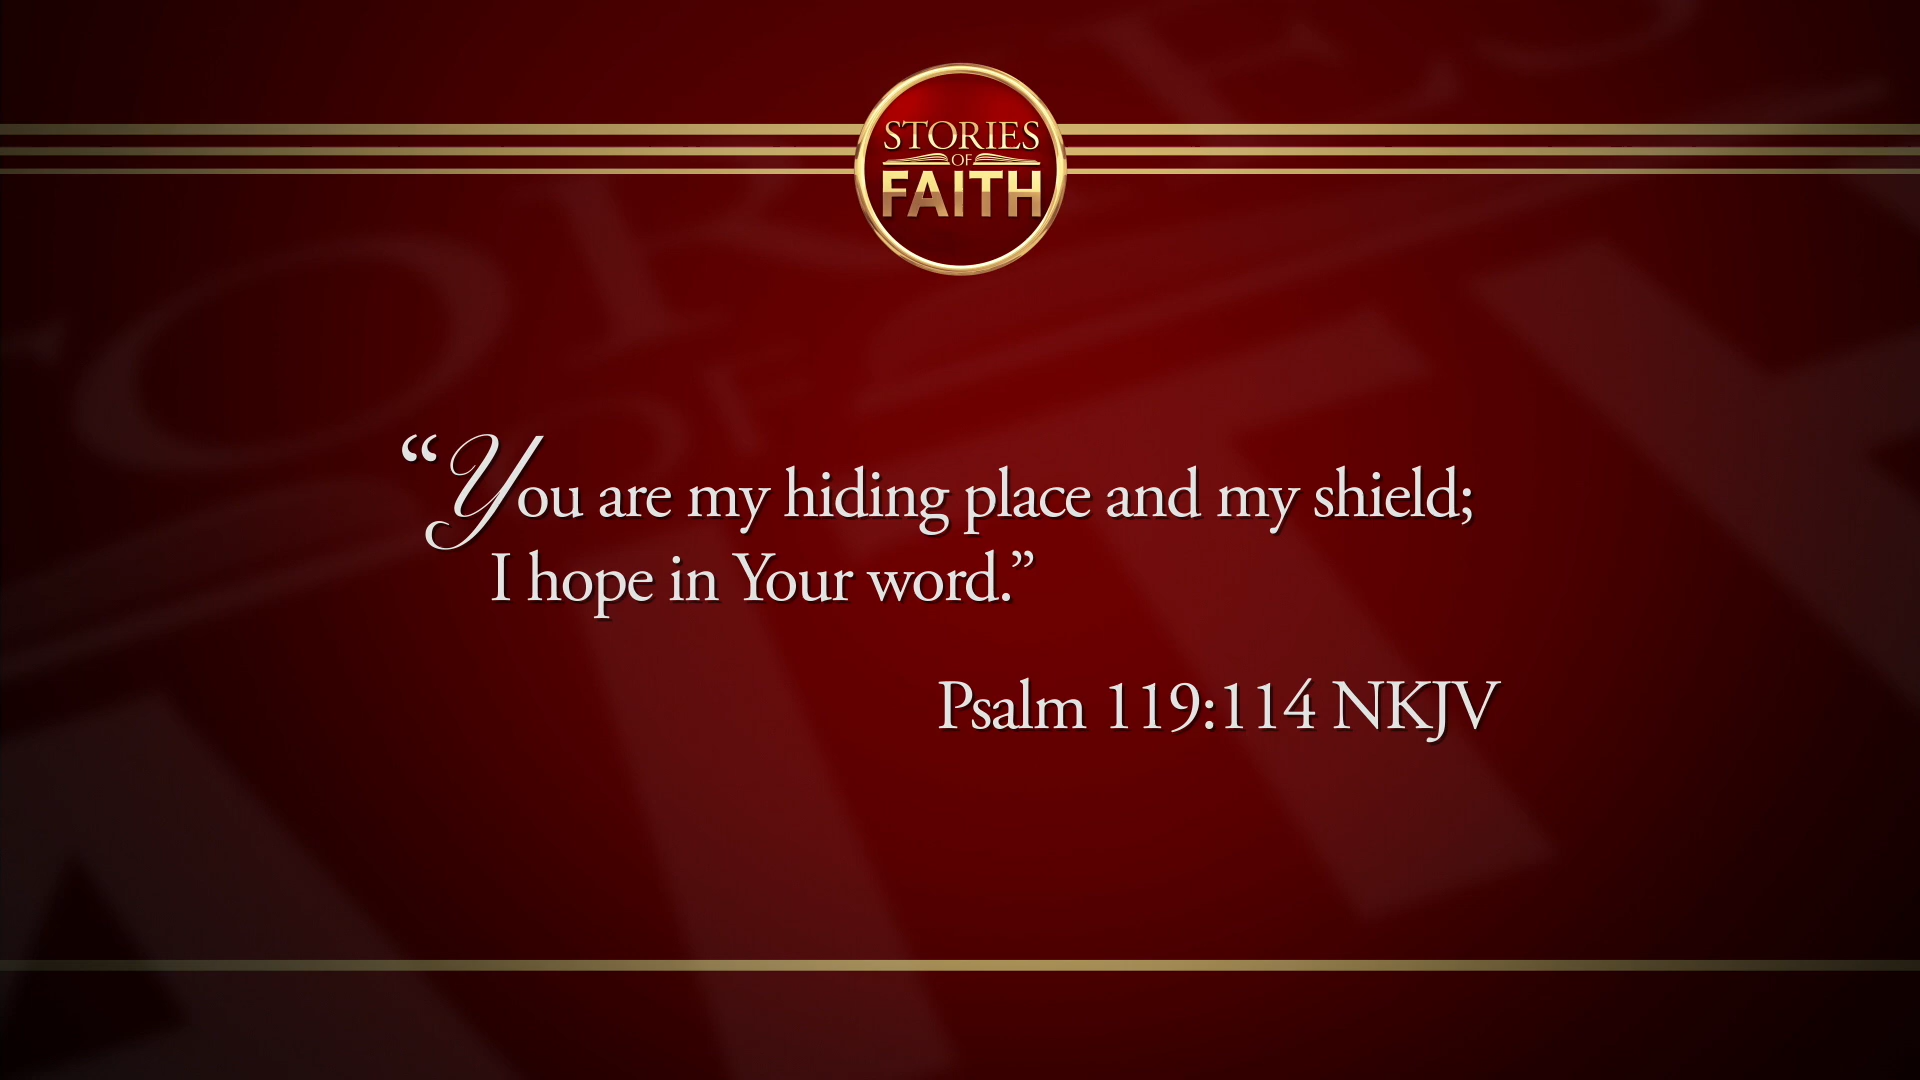 STORIES
OF
FAITH
“You are my hiding place and my shield;
I hope in Your word.”
Psalm 119:114 NKJV